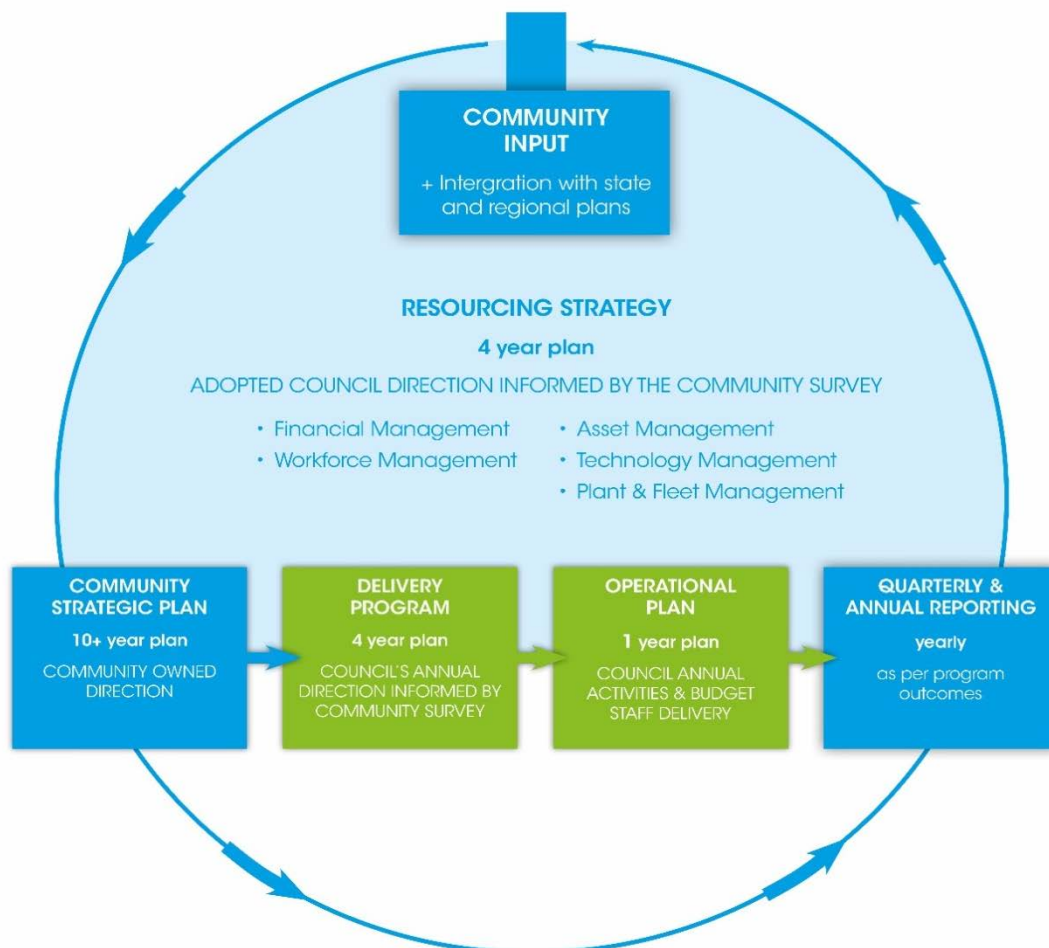 COMMUNITY
INPUT
+ Intergration with state
and regional plans
RESOURCING STRATEGY
4 year plan
ADOPTED COUNCIL DIRECTION INFORMED BY THE COMMUNITY SURVEY
• Financial Management
• Workforce Management
• Asset Management
• Technology Management
• Plant & Fleet Management
COMMUNITY
STRATEGIC PLAN
10+ year plan
COMMUNITY OWNED
DIRECTION
DELIVERY
PROGRAM
4 year plan
COUNCIL'S ANNUAL
DIRECTION INFORMED BY
COMMUNITY SURVEY
OPERATIONAL
PLAN
1 year plan
COUNCIL ANNUAL
ACTIVITIES & BUDGET
STAFF DELIVERY
QUARTERLY &
ANNUAL REPORTING
yearly
as per program
outcomes